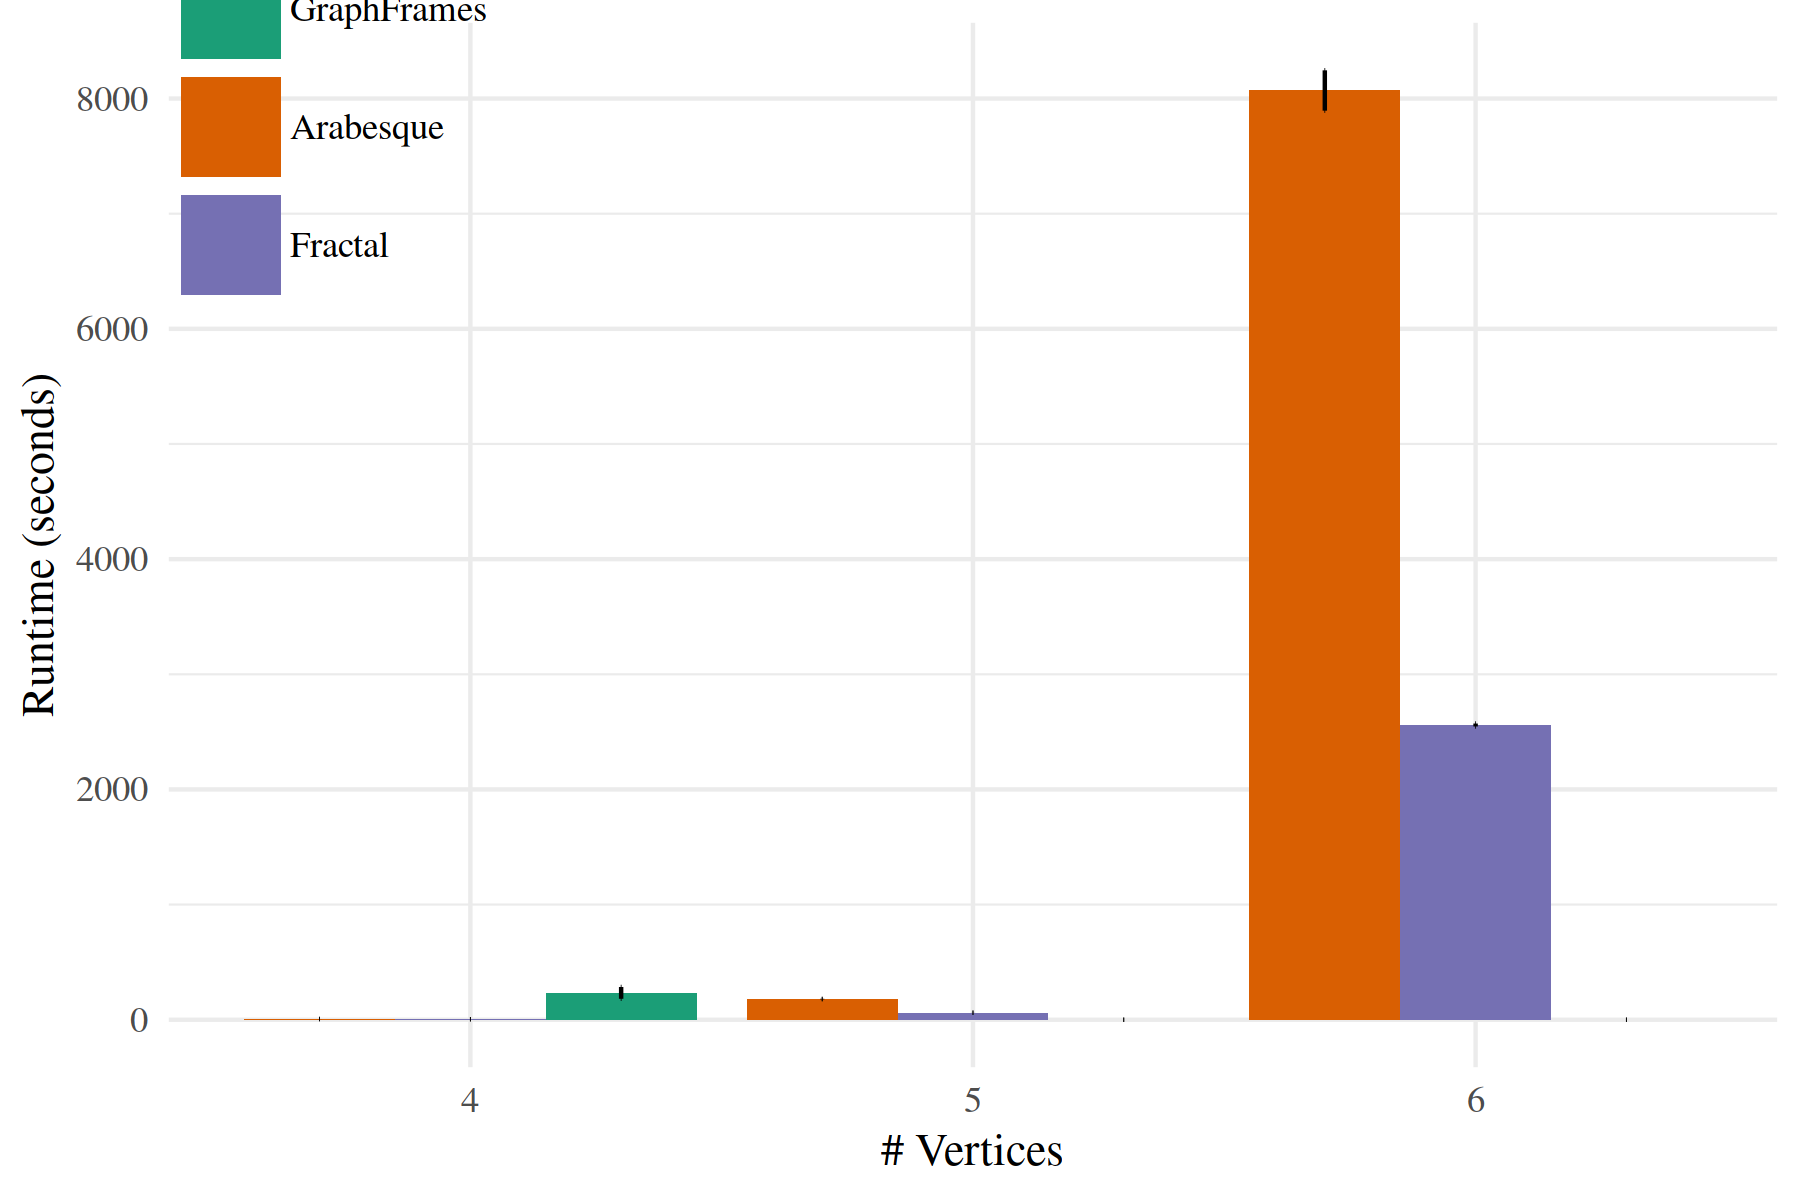 GraphFrames
Arabesque
Fractal
8000
6000
4000
2000
0
Runtime (seconds)
4 5 6
# Vertices